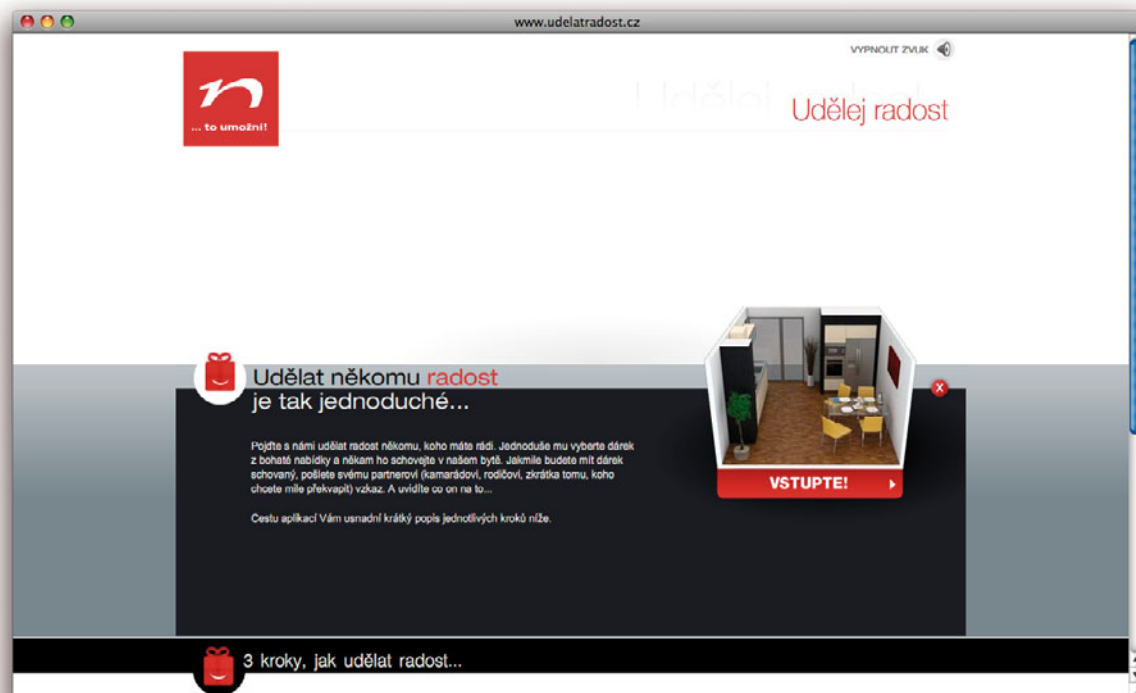 www.udelatradost.cz
VYPNOUT ZVUK
n
... to umožní!
Udělej radost
Udělej radost
Udělat někomu radost
je tak jednoduché...
Pojďte s námi udělat radost někomu, koho máte rádi. Jednoduše mu vyberte dárek
z bohaté nabídky a někam ho schovejte v našem bytě. Jakmile budete mít dárek
schovaný, pošlete svému partnerovi (kamarádovi, rodičovi, zkrátka tomu, koho
chcete mile překvapit) vzkaz. A uvidíte co on na to...
Cestu aplikací Vám usnadní krátký popis jednotlivých kroků níže.
X
VSTUPTE!
3 kroky, jak udělat radost...